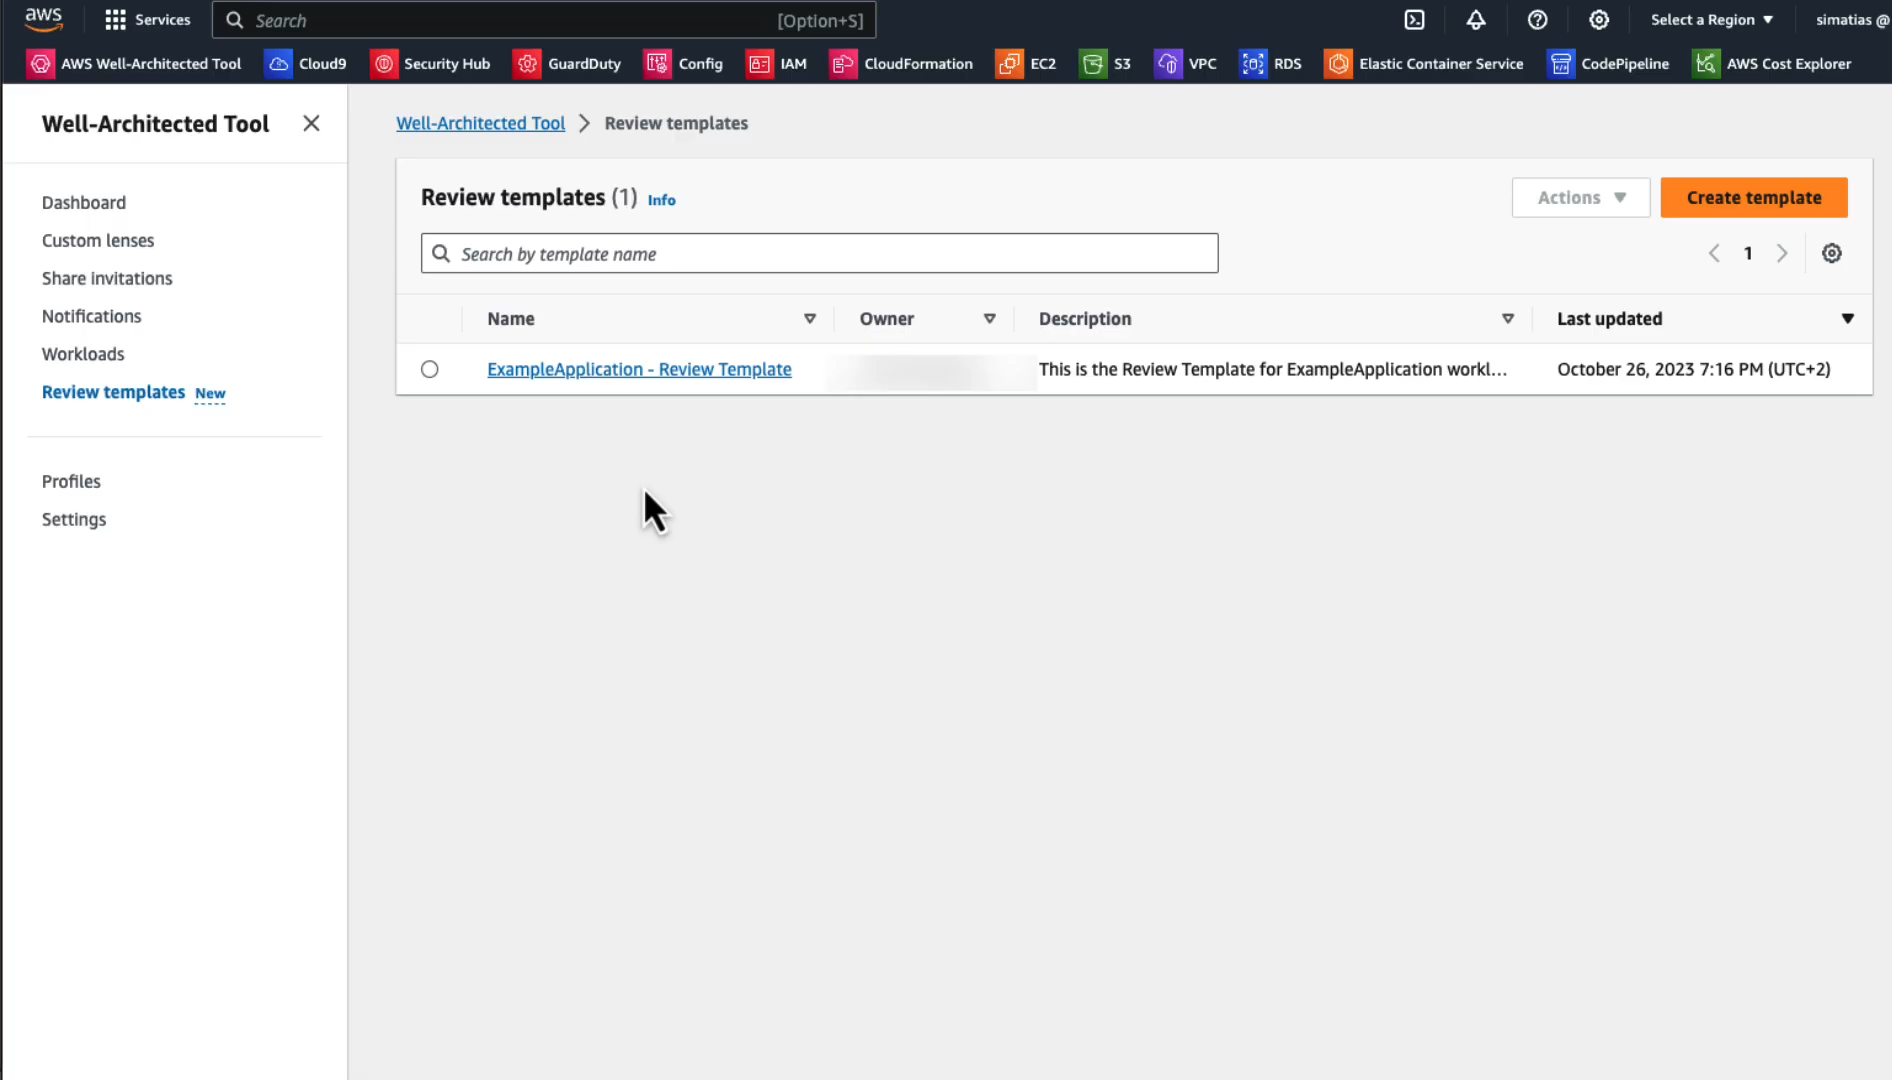 aws Services Search [Option+S] Select a Region simatias @
AWS Well-Architected Tool Cloud9 Security Hub GuardDuty Config IAM CloudFormation EC2 S3 VPC RDS Elastic Container Service CodePipeline AWS Cost Explorer
Well-Architected Tool
Dashboard
Custom lenses
Share invitations
Notifications
Workloads
Review templates New
Profiles
Settings
Well-Architected Tool > Review templates
Review templates (1) Info Actions Create template
Search by template name 1
Name Owner Description Last updated
ExampleApplication - Review Template This is the Review Template for ExampleApplication workl... October 26, 2023 7:16 PM (UTC+2)